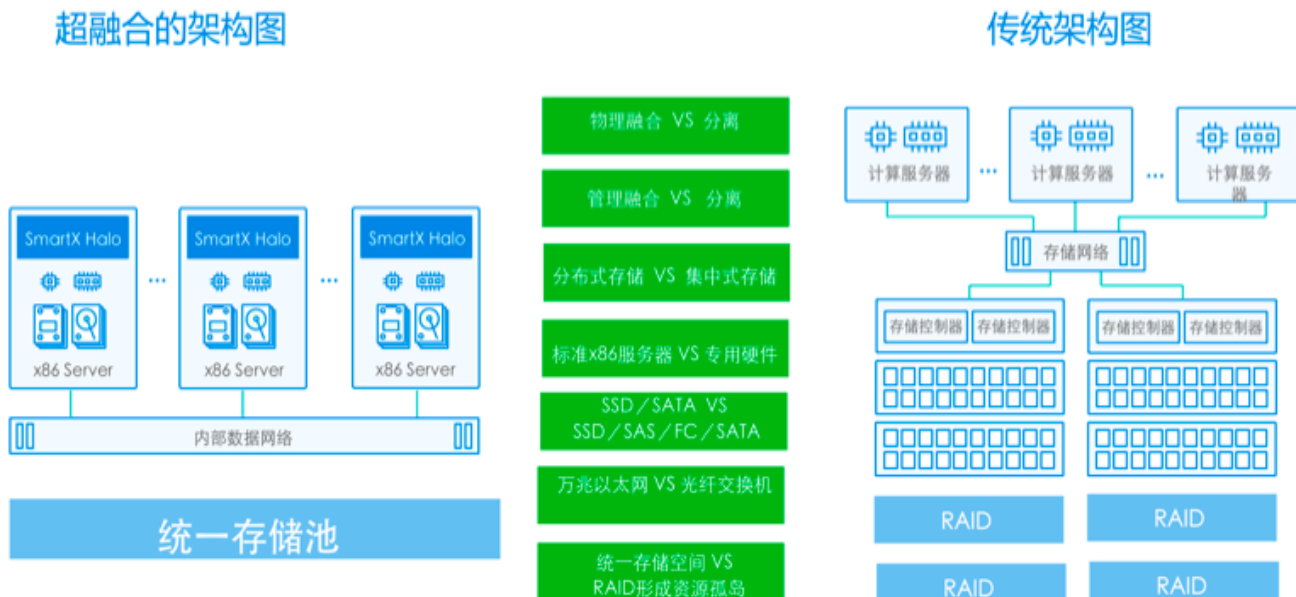 超融合的架构图
传统架构图
SmartX Halo
x86 Server
...
SmartX Halo
x86 Server
...
SmartX Halo
x86 Server
内部数据网络
统一存储池
物理融合 VS 分离
管理融合 VS 分离
分布式存储 VS 集中式存储
标准x86服务器 VS 专用硬件
SSD/SATA VS
SSD/SAS/FC/SATA
万兆以太网 VS 光纤交换机
统一存储空间 VS
RAID形成资源孤岛
计算服务器
...
计算服务器
...
计算服务
器
存储网络
存储控制器
存储控制器
存储控制器
存储控制器
RAID
RAID
RAID
RAID